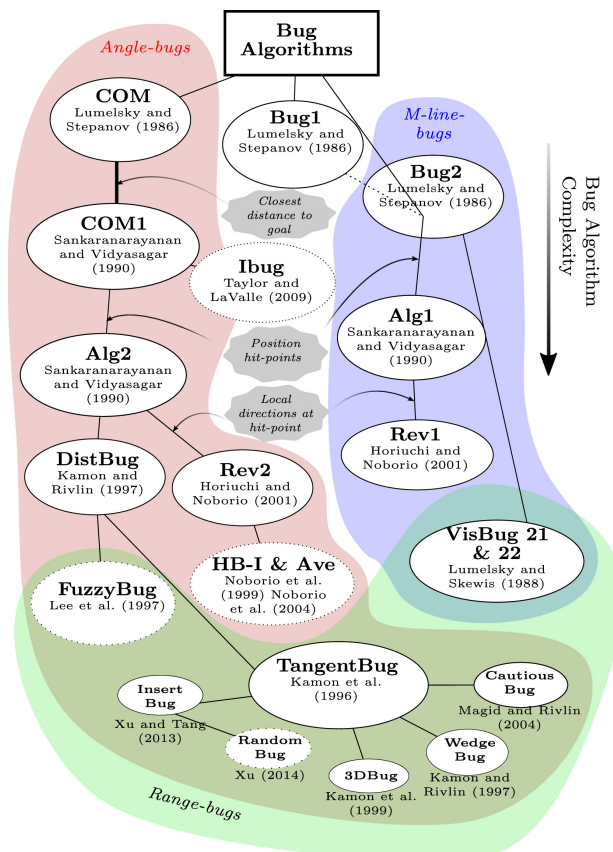 Bug
Algorithms
Angle-bugs
COM
Lumelsky and
Stepanov (1986)
Bug1
Lumelsky and
Stepanov (1986)
M-line-
bugs
Bug2
Lumelsky and
Stepanov (1986)
Bug Algorithm
Complexity
Closest
distance to
goal
COM1
Sankaranarayanan
and Vidyasagar
(1990)
Ibug
Taylor and
LaValle (2009)
Position
hit-points
Alg1
Sankaranarayanan
and Vidyasagar
(1990)
Alg2
Sankaranarayanan
and Vidyasagar
(1990)
Local
directions at
hit-point
Rev1
Horiuchi and
Noborio (2001)
DistBug
Kamon and
Rivlin (1997)
Rev2
Horiuchi and
Noborio (2001)
VisBug 21
& 22
Lumelsky and
Skewis (1988)
FuzzyBug
Lee et al. (1997)
HB-I & Ave
Noborio et al.
(1999) Noborio
et al. (2004)
TangentBug
Kamon et al.
(1996)
Cautious
Bug
Magid and Rivlin
(2004)
Insert
Bug
Xu and Tang
(2013)
Random
Bug
Xu (2014)
3DBug
Kamon et al.
(1999)
Wedge
Bug
Kamon and
Rivlin (1997)
Range-bugs